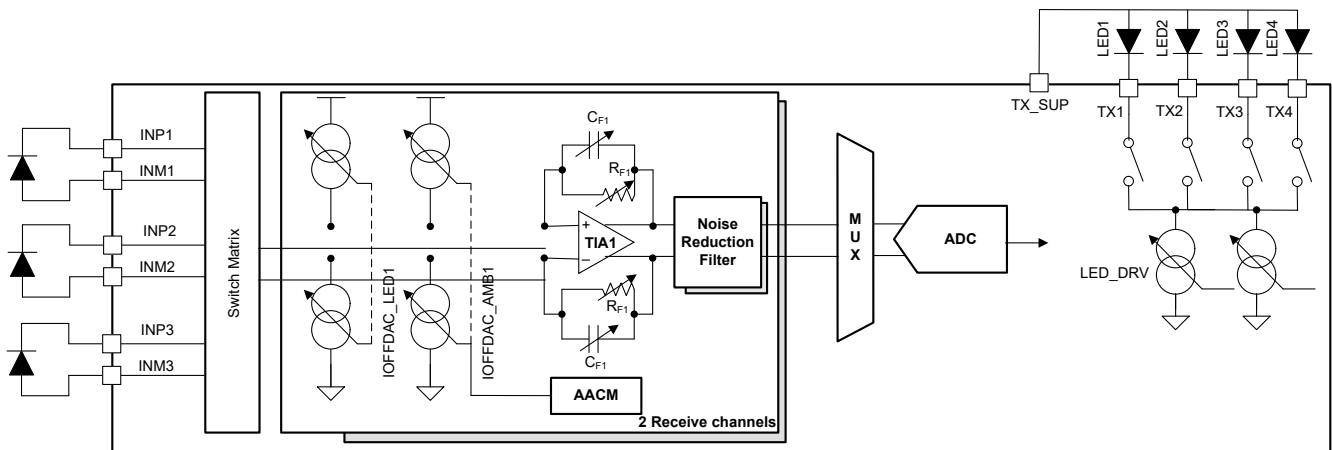 LED1
LED2
LED3
LED4
TX_SUP
TX1
TX2
TX3
TX4
INP1
INM1
INP2
INM2
INP3
INM3
Switch Matrix
IOFFDAC_LED1
IOFFDAC_AMB1
CF1
RF1
+
TIA1
−
RF1
CF1
AACM
2 Receive channels
Noise
Reduction
Filter
MUX
ADC
LED_DRV